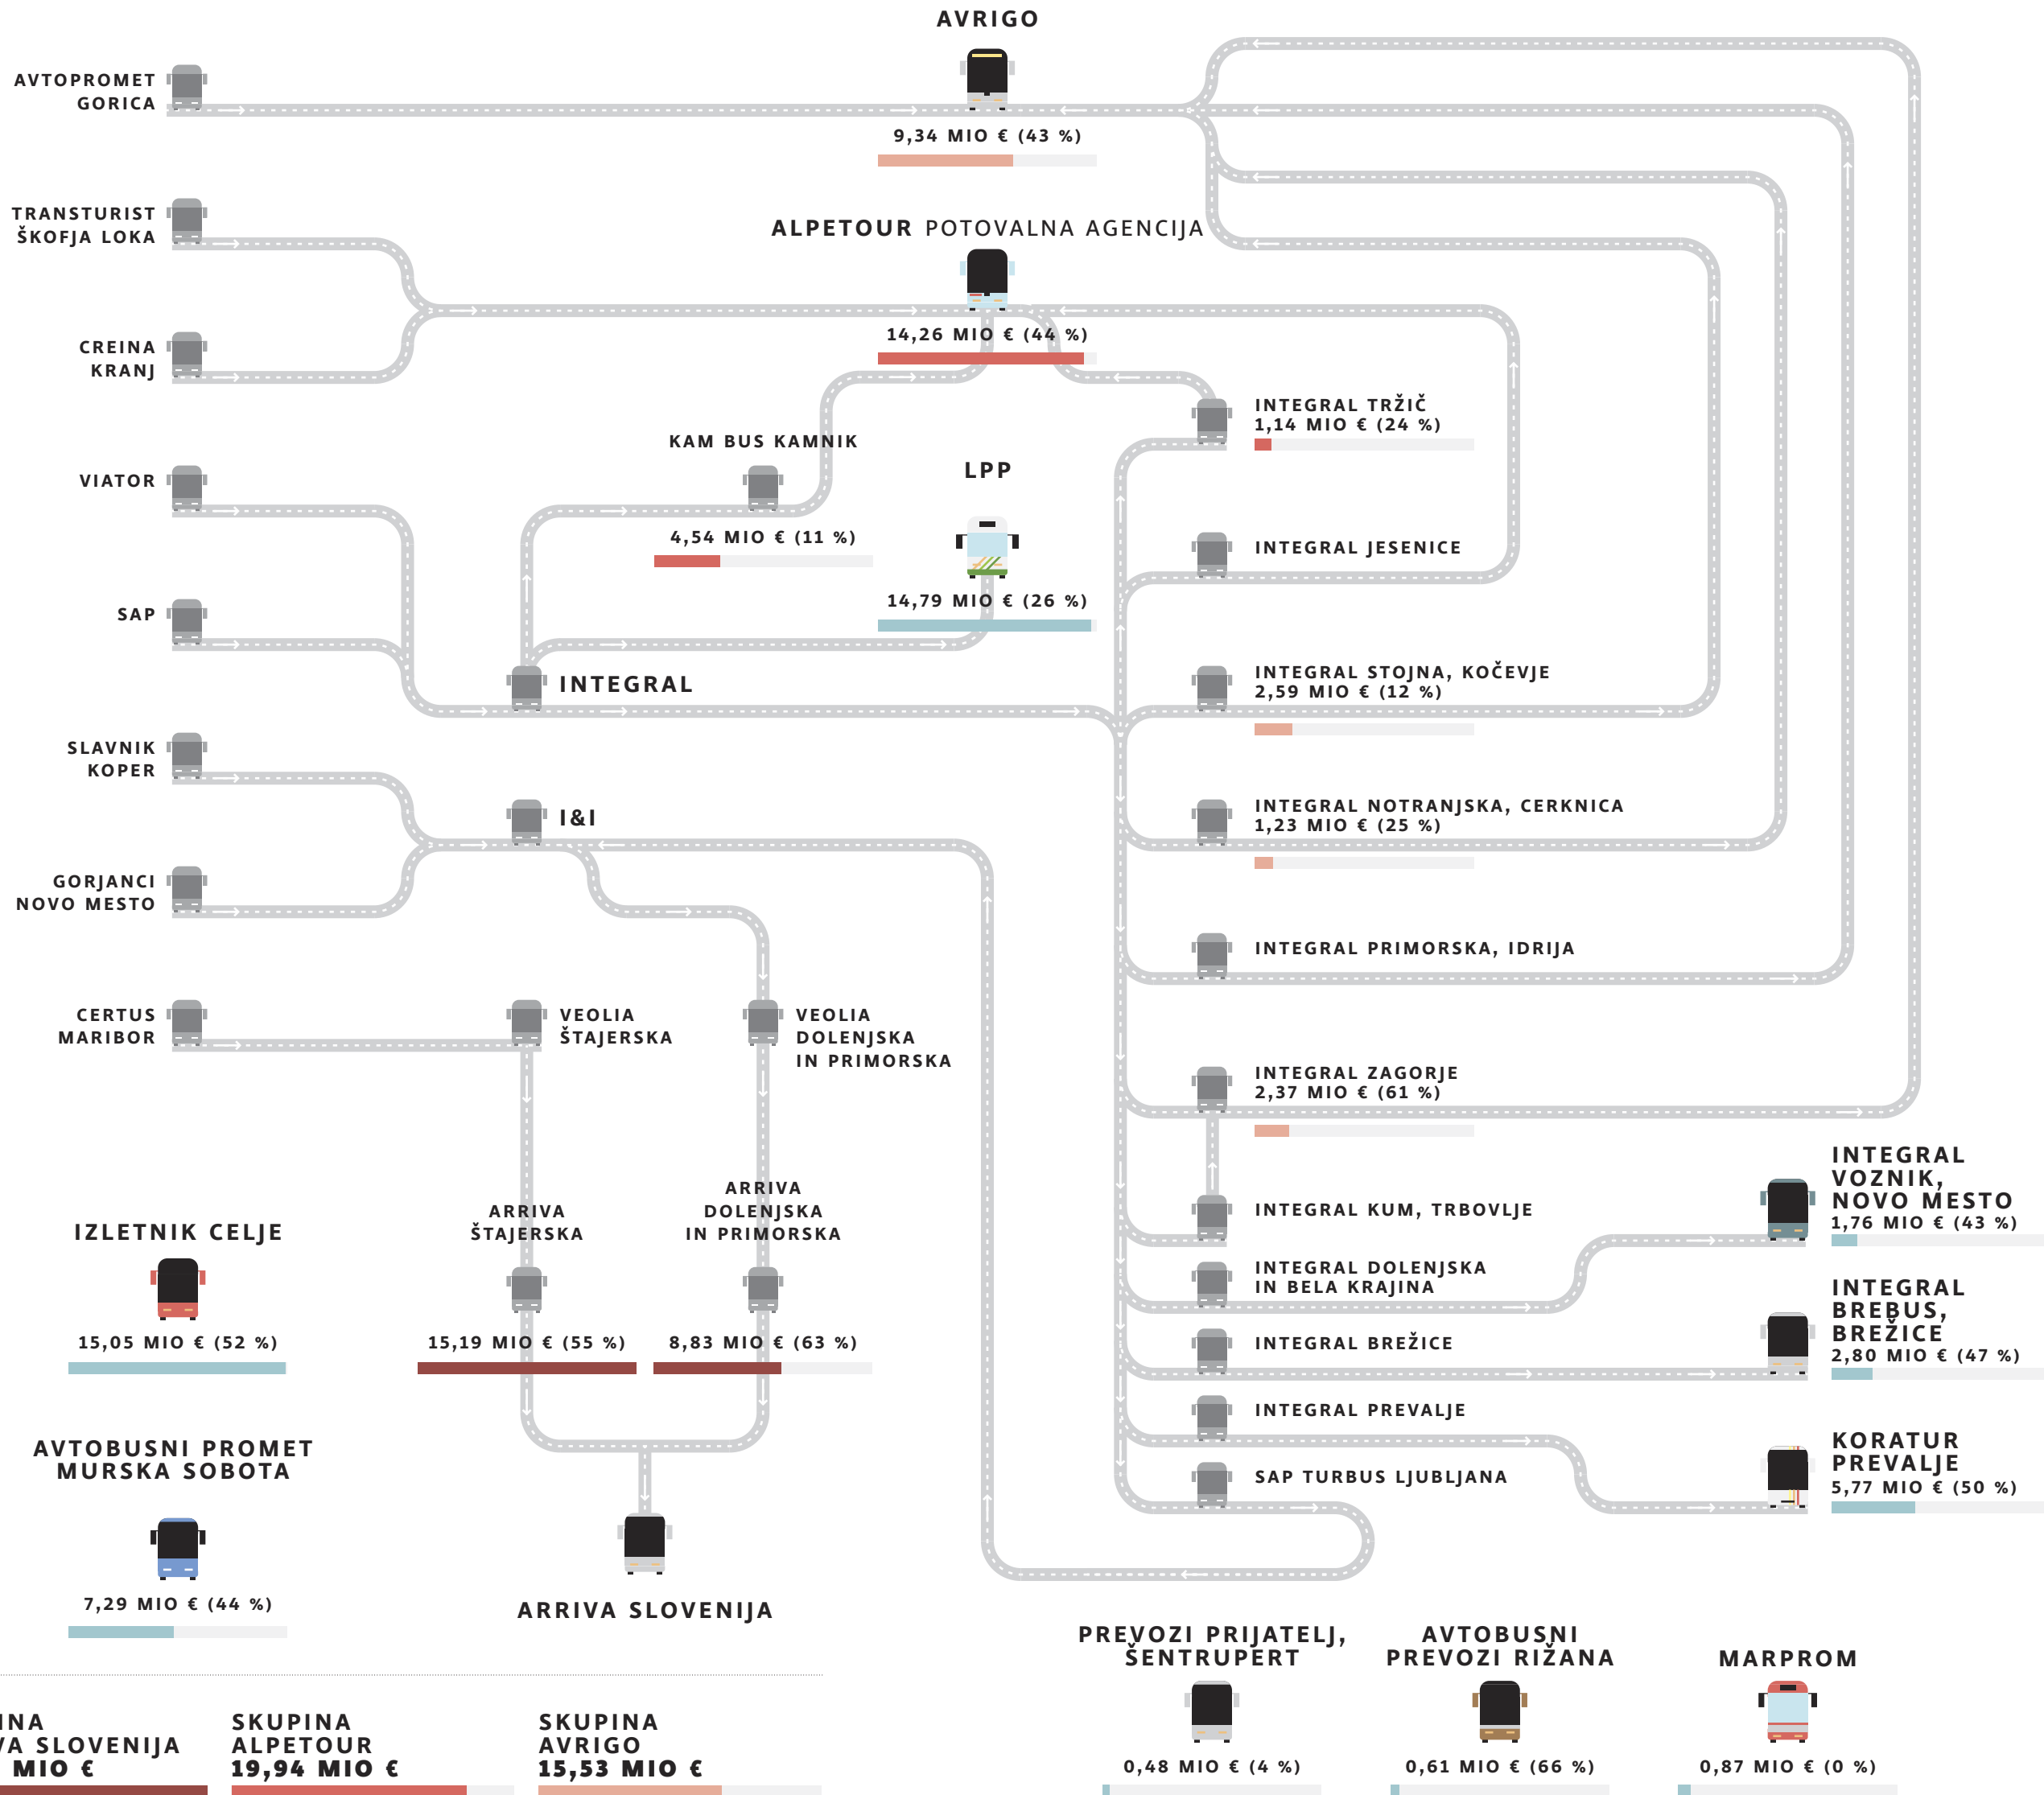 AVRIGO
AVTOPROMET
GORICA
9,34 MIO € (43 %)
TRANSTURIST
ŠKOFJA LOKA
ALPETOUR POTOVALNA AGENCIJA
14,26 MIO € (44 %)
CREINA
KRANJ
INTEGRAL TRŽIČ
1,14 MIO € (24 %)
KAM BUS KAMNIK
4,54 MIO € (11 %)
LPP
14,79 MIO € (26 %)
VIATOR
INTEGRAL JESENICE
SAP
INTEGRAL
INTEGRAL STOJNA, KOČEVJE
2,59 MIO € (12 %)
SLAVNIK
KOPER
I&I
INTEGRAL NOTRANJSKA, CERKNICA
1,23 MIO € (25 %)
GORJANCI
NOVO MESTO
INTEGRAL PRIMORSKA, IDRIJA
CERTUS
MARIBOR
VEOLIA
ŠTAJERSKA
VEOLIA
DOLENJSKA
IN PRIMORSKA
INTEGRAL ZAGORJE
2,37 MIO € (61 %)
INTEGRAL
VOZNIK,
NOVO MESTO
1,76 MIO € (43 %)
INTEGRAL KUM, TRBOVLJE
IZLETNIK CELJE
15,05 MIO € (52 %)
ARRIVA
ŠTAJERSKA
15,19 MIO € (55 %)
ARRIVA
DOLENJSKA
IN PRIMORSKA
8,83 MIO € (63 %)
INTEGRAL DOLENJSKA
IN BELA KRAJINA
INTEGRAL
BREBUS,
BREŽICE
2,80 MIO € (47 %)
INTEGRAL BREŽICE
INTEGRAL PREVALJE
KORATUR
PREVALJE
5,77 MIO € (50 %)
SAP TURBUS LJUBLJANA
AVTOBUSNI PROMET
MURSKA SOBOTA
7,29 MIO € (44 %)
ARRIVA SLOVENIJA
PREVOZI PRIJATELJ,
ŠENTRUPERT
0,48 MIO € (4 %)
AVTOBUSNI
PREVOZI RIŽANA
0,61 MIO € (66 %)
MARPROM
0,87 MIO € (0 %)
INA
VA SLOVENIJA
MIO €
SKUPINA
ALPETOUR
19,94 MIO €
SKUPINA
AVRIGO
15,53 MIO €